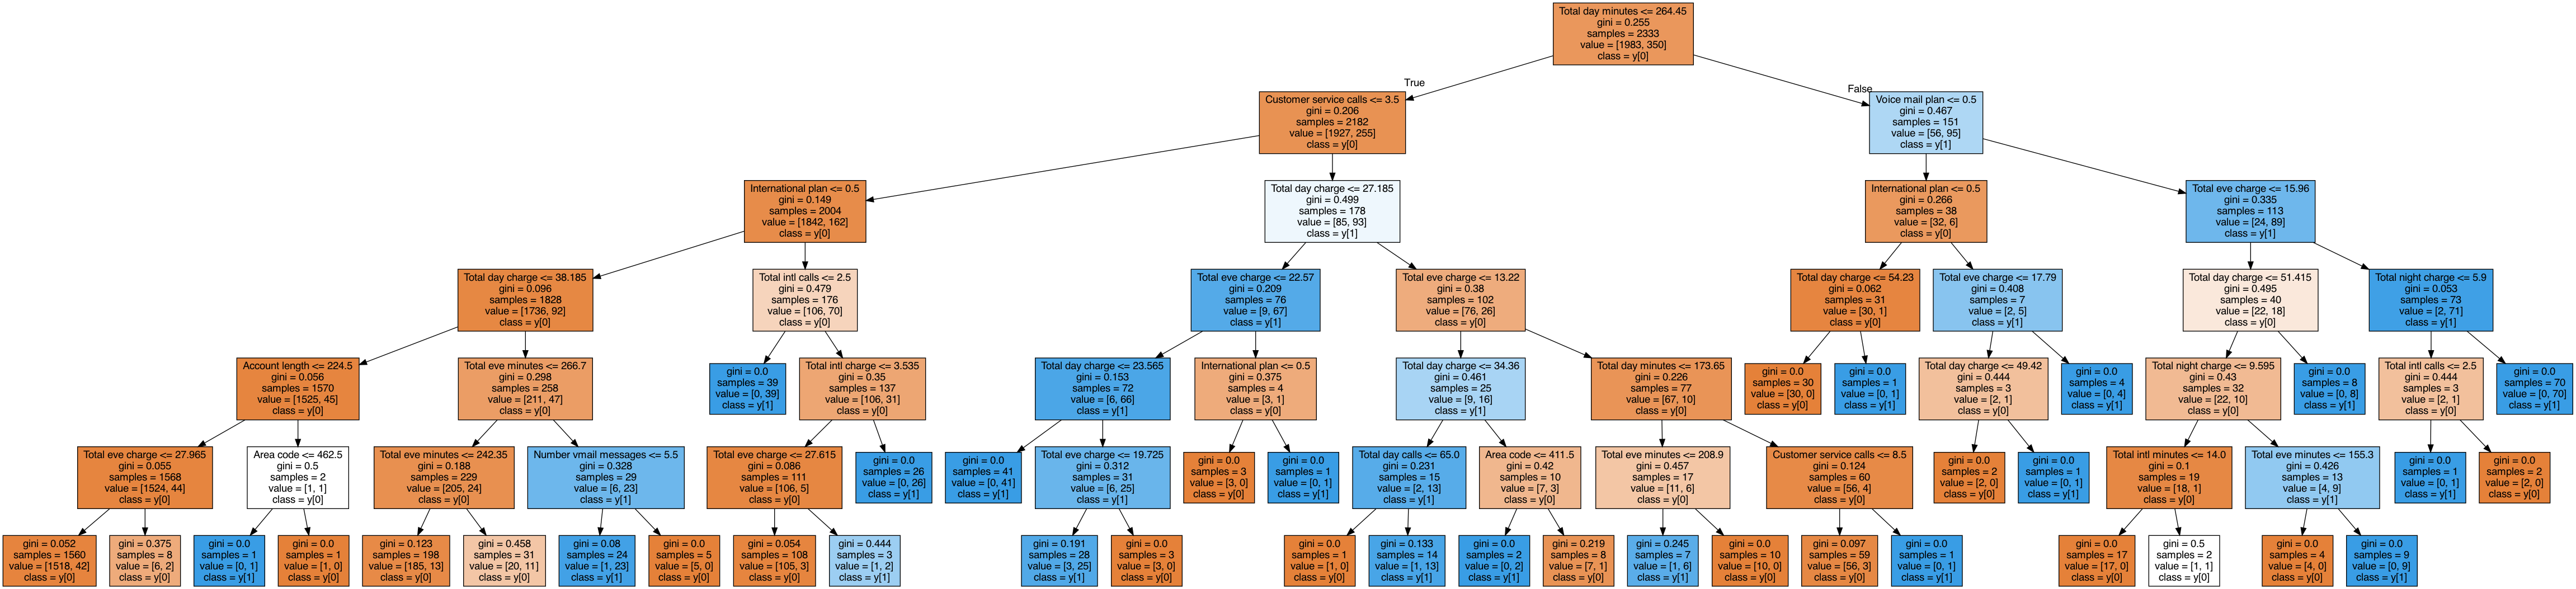 Total day minutes <= 264.45
gini = 0.255
samples = 2333
value = [1983, 350]
class = y[0]
True
False
Customer service calls <= 3.5
gini = 0.206
samples = 2182
value = [1927, 255]
class = y[0]
Voice mail plan <= 0.5
gini = 0.467
samples = 151
value = [56, 95]
class = y[1]
International plan <= 0.5
gini = 0.149
samples = 2004
value = [1842, 162]
class = y[0]
Total day charge <= 27.185
gini = 0.499
samples = 178
value = [85, 93]
class = y[1]
International plan <= 0.5
gini = 0.266
samples = 38
value = [32, 6]
class = y[0]
Total eve charge <= 15.96
gini = 0.335
samples = 113
value = [24, 89]
class = y[1]
Total day charge <= 38.185
gini = 0.096
samples = 1828
value = [1736, 92]
class = y[0]
Total intl calls <= 2.5
gini = 0.479
samples = 176
value = [106, 70]
class = y[0]
Total eve charge <= 22.57
gini = 0.209
samples = 76
value = [9, 67]
class = y[1]
Total eve charge <= 13.22
gini = 0.38
samples = 102
value = [76, 26]
class = y[0]
Total day charge <= 54.23
gini = 0.062
samples = 31
value = [30, 1]
class = y[0]
Total eve charge <= 17.79
gini = 0.408
samples = 7
value = [2, 5]
class = y[1]
Total day charge <= 51.415
gini = 0.495
samples = 40
value = [22, 18]
class = y[0]
Total night charge <= 5.9
gini = 0.053
samples = 73
value = [2, 71]
class = y[1]
Account length <= 224.5
gini = 0.056
samples = 1570
value = [1525, 45]
class = y[0]
Total eve minutes <= 266.7
gini = 0.298
samples = 258
value = [211, 47]
class = y[0]
gini = 0.0
samples = 39
value = [0, 39]
class = y[1]
Total intl charge <= 3.535
gini = 0.35
samples = 137
value = [106, 31]
class = y[0]
Total day charge <= 23.565
gini = 0.153
samples = 72
value = [6, 66]
class = y[1]
International plan <= 0.5
gini = 0.375
samples = 4
value = [3, 1]
class = y[0]
Total day charge <= 34.36
gini = 0.461
samples = 25
value = [9, 16]
class = y[1]
Total day minutes <= 173.65
gini = 0.226
samples = 77
value = [67, 10]
class = y[0]
gini = 0.0
samples = 30
value = [30, 0]
class = y[0]
gini = 0.0
samples = 1
value = [0, 1]
class = y[1]
Total day charge <= 49.42
gini = 0.444
samples = 4
value = [2, 1]
class = y[0]
gini = 0.0
samples = 4
value = [0, 4]
class = y[1]
Total night charge <= 9.595
gini = 0.43
samples = 32
value = [22, 10]
class = y[0]
gini = 0.0
samples = 8
value = [0, 8]
class = y[1]
Total intl calls <= 2.5
gini = 0.444
samples = 3
value = [2, 1]
class = y[0]
gini = 0.0
samples = 70
value = [0, 70]
class = y[1]
Total eve charge <= 27.965
gini = 0.055
samples = 1568
value = [1524, 44]
class = y[0]
Area code <= 462.5
gini = 0.5
samples = 2
value = [1, 1]
class = y[0]
Total eve minutes <= 242.35
gini = 0.188
samples = 229
value = [205, 24]
class = y[0]
Number vmail messages <= 5.5
gini = 0.328
samples = 29
value = [6, 23]
class = y[1]
Total eve charge <= 27.615
gini = 0.086
samples = 111
value = [106, 5]
class = y[0]
gini = 0.0
samples = 26
value = [0, 26]
class = y[1]
gini = 0.0
samples = 41
value = [0, 41]
class = y[1]
Total eve charge <= 19.725
gini = 0.312
samples = 31
value = [6, 25]
class = y[1]
gini = 0.0
samples = 3
value = [3, 0]
class = y[0]
gini = 0.0
samples = 1
value = [0, 1]
class = y[1]
Total day calls <= 65.0
gini = 0.231
samples = 15
value = [2, 13]
class = y[1]
Area code <= 411.5
gini = 0.42
samples = 10
value = [7, 3]
class = y[0]
Total eve minutes <= 208.9
gini = 0.457
samples = 17
value = [11, 6]
class = y[0]
Customer service calls <= 8.5
gini = 0.124
samples = 60
value = [56, 4]
class = y[0]
gini = 0.0
samples = 2
value = [2, 0]
class = y[0]
gini = 0.0
samples = 1
value = [0, 1]
class = y[1]
Total intl minutes <= 14.0
gini = 0.1
samples = 19
value = [18, 1]
class = y[0]
Total eve minutes <= 155.3
gini = 0.426
samples = 13
value = [4, 9]
class = y[1]
gini = 0.0
samples = 1
value = [0, 1]
class = y[1]
gini = 0.0
samples = 2
value = [2, 0]
class = y[0]
gini = 0.052
samples = 1560
value = [1518, 42]
class = y[0]
gini = 0.375
samples = 8
value = [6, 2]
class = y[0]
gini = 0.0
samples = 1
value = [0, 1]
class = y[1]
gini = 0.0
samples = 1
value = [1, 0]
class = y[0]
gini = 0.123
samples = 198
value = [185, 13]
class = y[0]
gini = 0.458
samples = 31
value = [20, 11]
class = y[0]
gini = 0.08
samples = 24
value = [1, 23]
class = y[1]
gini = 0.0
samples = 5
value = [5, 0]
class = y[0]
gini = 0.054
samples = 108
value = [105, 3]
class = y[0]
gini = 0.444
samples = 3
value = [1, 2]
class = y[1]
gini = 0.191
samples = 28
value = [3, 25]
class = y[1]
gini = 0.0
samples = 3
value = [3, 0]
class = y[0]
gini = 0.0
samples = 1
value = [1, 0]
class = y[0]
gini = 0.133
samples = 14
value = [1, 13]
class = y[1]
gini = 0.0
samples = 2
value = [0, 2]
class = y[1]
gini = 0.219
samples = 8
value = [7, 1]
class = y[0]
gini = 0.245
samples = 7
value = [1, 6]
class = y[1]
gini = 0.0
samples = 10
value = [10, 0]
class = y[0]
gini = 0.097
samples = 59
value = [56, 3]
class = y[0]
gini = 0.0
samples = 1
value = [0, 1]
class = y[1]
gini = 0.0
samples = 17
value = [17, 0]
class = y[0]
gini = 0.5
samples = 2
value = [1, 1]
class = y[0]
gini = 0.0
samples = 4
value = [4, 0]
class = y[0]
gini = 0.0
samples = 9
value = [0, 9]
class = y[1]